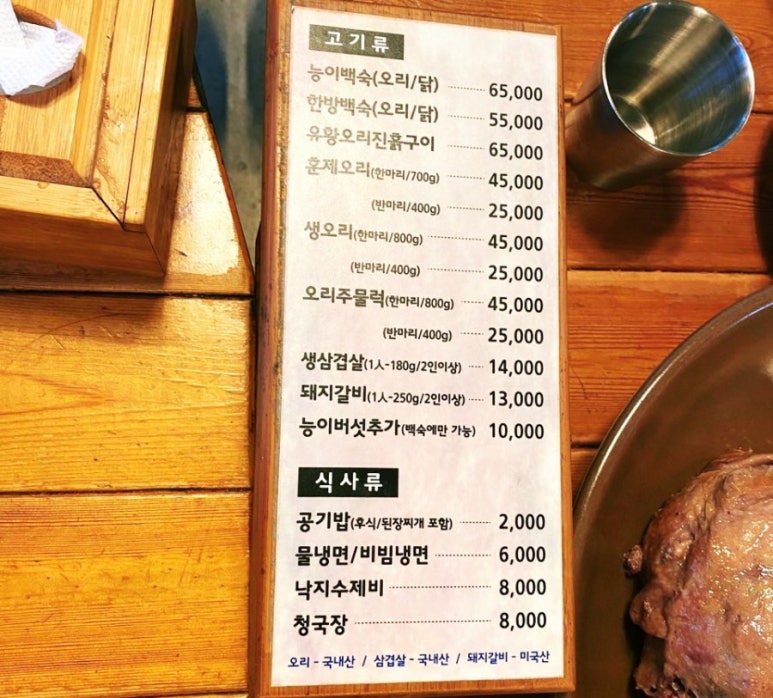 고기류
능이백숙(오리/닭) 65,000
한방백숙(오리/닭) 55,000
유황오리진흙구이 65,000
훈제오리(한마리/700g) 45,000
(반마리/400g) 25,000
생오리(한마리/800g) 45,000
(반마리/400g) 25,000
오리주물럭(한마리/800g) 45,000
(반마리/400g) 25,000
생삼겹살(1人-180g/2인이상) 14,000
돼지갈비(1人-250g/2인이상) 13,000
능이버섯추가(백숙에만 가능) 10,000
식사류
공기밥(후식/된장찌개 포함) 2,000
물냉면/비빔냉면 6,000
낙지수제비 8,000
청국장 8,000
오리 - 국내산 / 삼겹살 - 국내산 / 돼지갈비 - 미국산